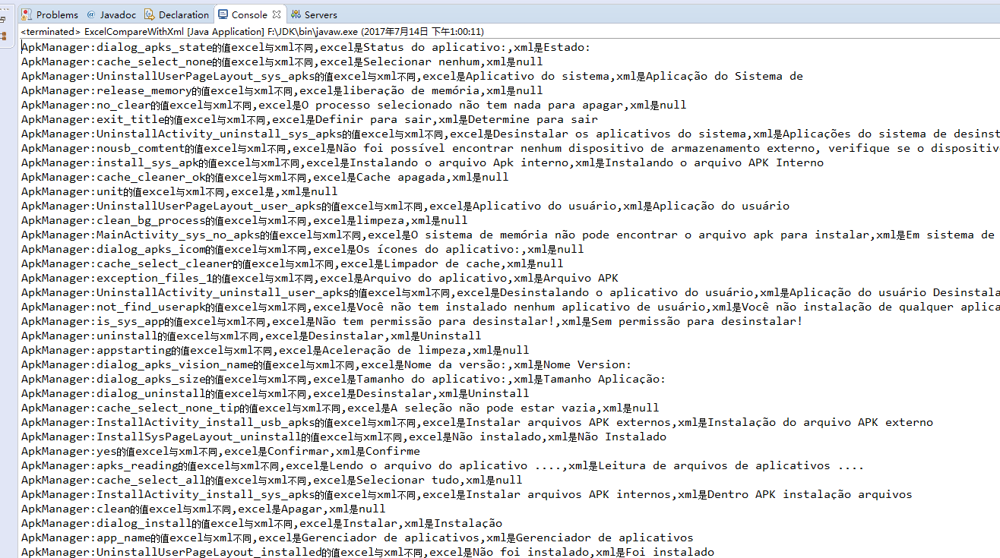 Problems @ Javadoc Declaration Console Servers
<terminated> ExcelCompareWithXml [Java Application] F:\JDK\bin\javaw.exe (2017年7月14日 下午1:00:11)
ApkManager:dialog_apks_state的值excel与xml不同,excel是Status do aplicativo:,xml是Estado:
ApkManager:cache_select_none的值excel与xml不同,excel是Selecionar nenhum,xml是null
ApkManager:UninstallUserPageLayout_sys_apks的值excel与xml不同,excel是Aplicativo do sistema,xml是Aplicação do Sistema de
ApkManager:release_memory的值excel与xml不同,excel是liberação de memória,xml是null
ApkManager:no_clear的值excel与xml不同,excel是O processo selecionado não tem nada para apagar,xml是null
ApkManager:exit_title的值excel与xml不同,excel是Definir para sair,xml是Determine para sair
ApkManager:UninstallActivity_uninstall_sys_apks的值excel与xml不同,excel是Desinstalar os aplicativos do sistema,xml是Aplicações do sistema de desinst
ApkManager:nousb_comtent的值excel与xml不同,excel是Não foi possível encontrar nenhum dispositivo de armazenamento externo, verifique se o dispositivo
ApkManager:install_sys_apk的值excel与xml不同,excel是Instalando o arquivo Apk interno,xml是Instalando o arquivo APK Interno
ApkManager:cache_cleaner_ok的值excel与xml不同,excel是Cache apagada,xml是null
ApkManager:unit的值excel与xml不同,excel是,xml是null
ApkManager:UninstallUserPageLayout_user_apks的值excel与xml不同,excel是Aplicativo do usuário,xml是Aplicação do usuário
ApkManager:clean_bg_process的值excel与xml不同,excel是limpeza,xml是null
ApkManager:MainActivity_sys_no_apks的值excel与xml不同,excel是O sistema de memória não pode encontrar o arquivo apk para instalar,xml是Em sistema de
ApkManager:dialog_apks_icom的值excel与xml不同,excel是Os ícones do aplicativo:,xml是null
ApkManager:cache_select_cleaner的值excel与xml不同,excel是Limpador de cache,xml是null
ApkManager:exception_files_1的值excel与xml不同,excel是Arquivo do aplicativo,xml是Arquivo APK
ApkManager:UninstallActivity_uninstall_user_apks的值excel与xml不同,excel是Desinstalando o aplicativo do usuário,xml是Aplicação do usuário Desinstala
ApkManager:not_find_userapk的值excel与xml不同,excel是Você não tem instalado nenhum aplicativo de usuário,xml是Você não instalação de qualquer aplica
ApkManager:is_sys_app的值excel与xml不同,excel是Não tem permissão para desinstalar!,xml是Sem permissão para desinstalar!
ApkManager:uninstall的值excel与xml不同,excel是Desinstalar,xml是Uninstall
ApkManager:appstarting的值excel与xml不同,excel是Aceleração de limpeza,xml是null
ApkManager:dialog_apks_vision_name的值excel与xml不同,excel是Nome da versão:,xml是Nome Version:
ApkManager:dialog_apks_size的值excel与xml不同,excel是Tamanho do aplicativo:,xml是Tamanho Aplicação:
ApkManager:dialog_uninstall的值excel与xml不同,excel是Desinstalar,xml是Uninstall
ApkManager:cache_select_none_tip的值excel与xml不同,excel是A seleção não pode estar vazia,xml是null
ApkManager:InstallActivity_install_usb_apks的值excel与xml不同,excel是Instalar arquivos APK externos,xml是Instalação do arquivo APK externo
ApkManager:InstallSysPageLayout_uninstall的值excel与xml不同,excel是Não instalado,xml是Não Instalado
ApkManager:yes的值excel与xml不同,excel是Confirmar,xml是Confirme
ApkManager:apks_reading的值excel与xml不同,excel是Lendo o arquivo do aplicativo ....,xml是Leitura de arquivos de aplicativos ....
ApkManager:cache_select_all的值excel与xml不同,excel是Selecionar tudo,xml是null
ApkManager:InstallActivity_install_sys_apks的值excel与xml不同,excel是Instalar arquivos APK internos,xml是Dentro APK instalação arquivos
ApkManager:clean的值excel与xml不同,excel是Apagar,xml是null
ApkManager:dialog_install的值excel与xml不同,excel是Instalar,xml是Instalação
ApkManager:app_name的值excel与xml不同,excel是Gerenciador de aplicativos,xml是Gerenciador de aplicativos
ApkManager:UninstallUserPageLayout_installed的值excel与xml不同,excel是Não foi instalado,xml是Foi instalado